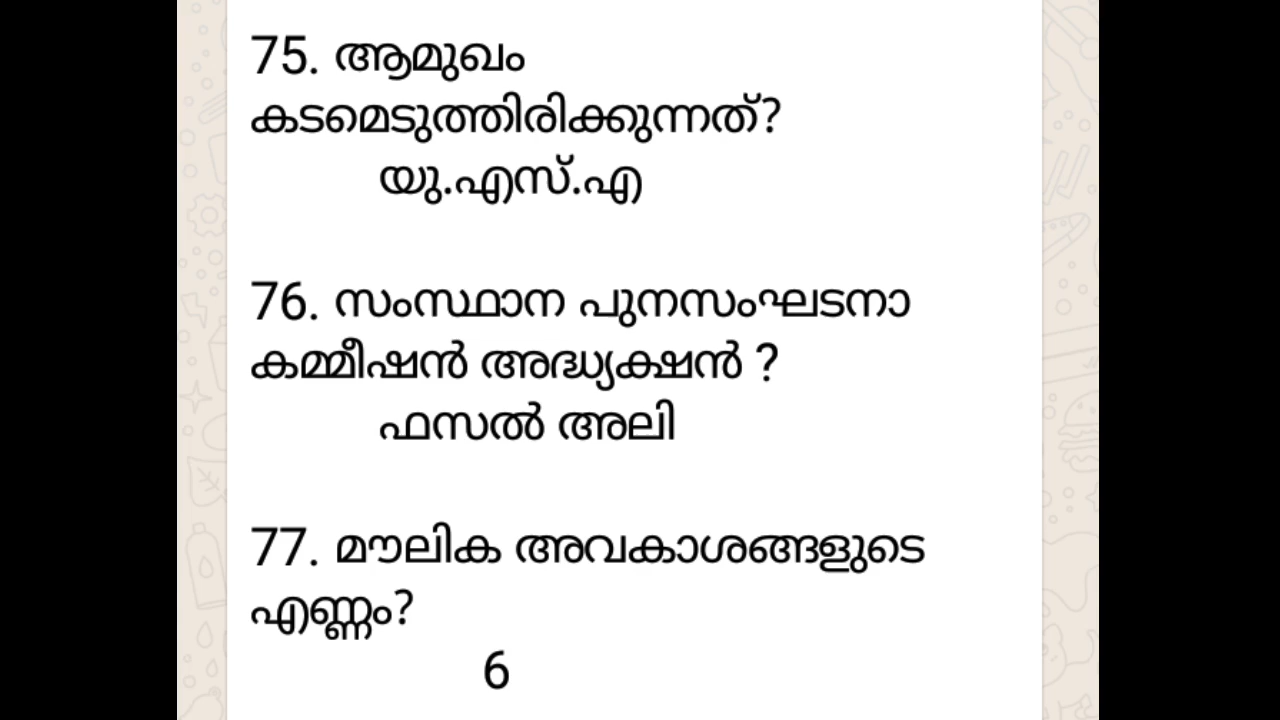 75. ആമുഖം
കടമെടുത്തിരിക്കുന്നത്?
യു.എസ്.എ
76. സംസ്ഥാന പുനസംഘടനാ
കമ്മീഷൻ അദ്ധ്യക്ഷൻ ?
ഫസൽ അലി
77. മൗലിക അവകാശങ്ങളുടെ
എണ്ണം?
6